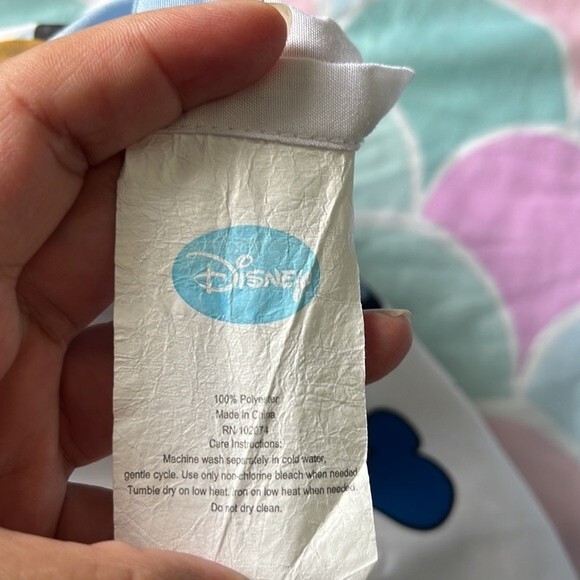 Disney
100% Polyester
Made in China
RN 102074
Care Instructions:
Machine wash separately in cold water,
gentle cycle. Use only non-chlorine bleach when needed.
Tumble dry on low heat. Iron on low heat when needed.
Do not dry clean.